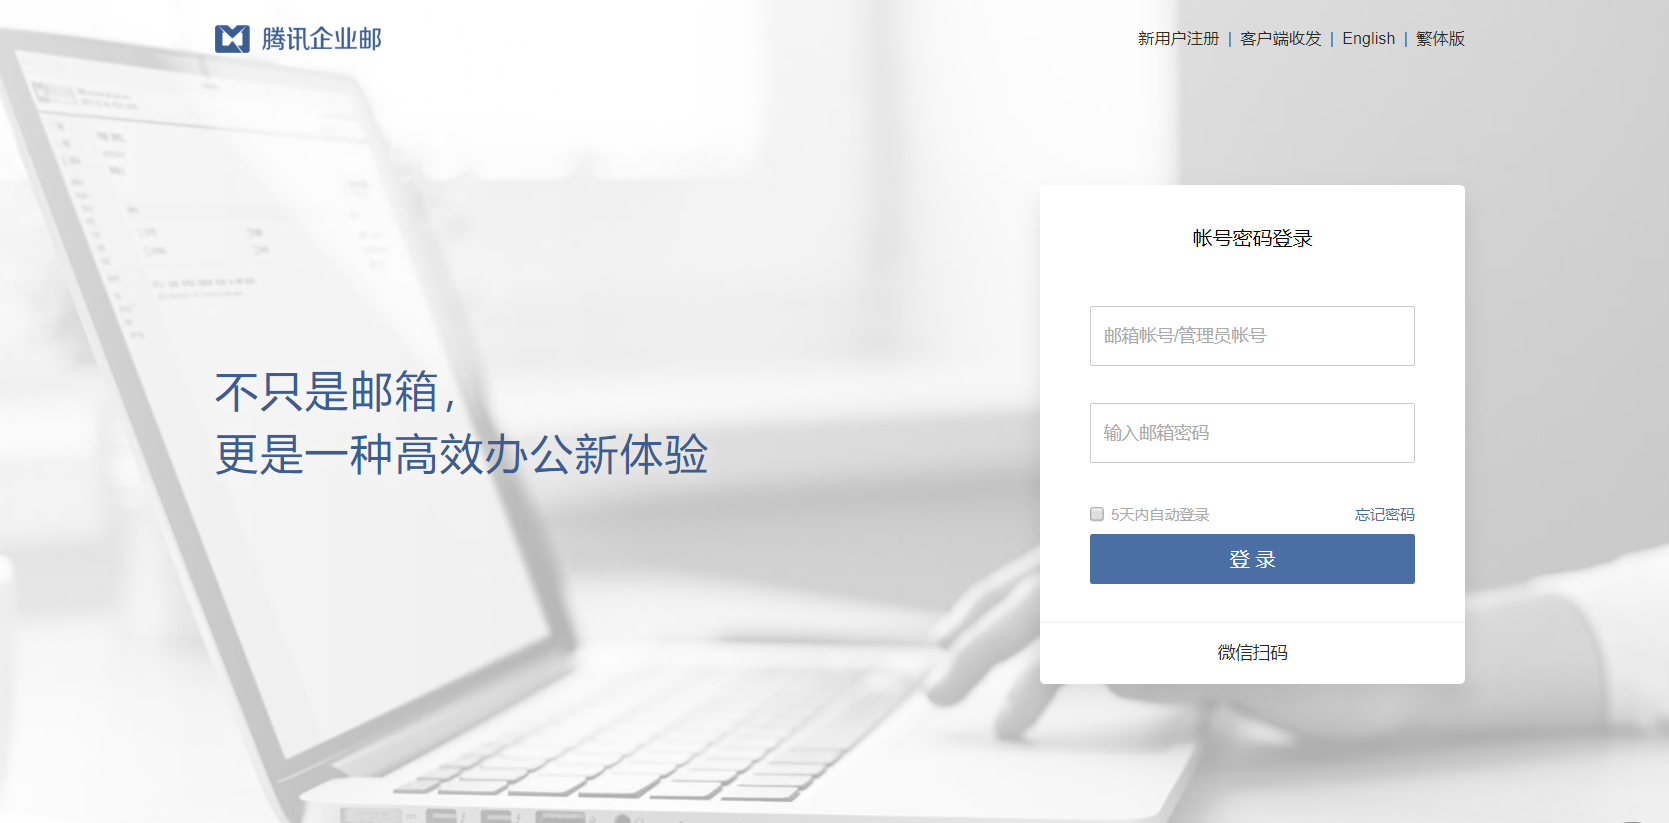 腾讯企业邮
新用户注册 | 客户端收发 | English | 繁体版
不只是邮箱，
更是一种高效办公新体验
帐号密码登录
邮箱帐号/管理员帐号
输入邮箱密码
5天内自动登录 忘记密码
登 录
微信扫码